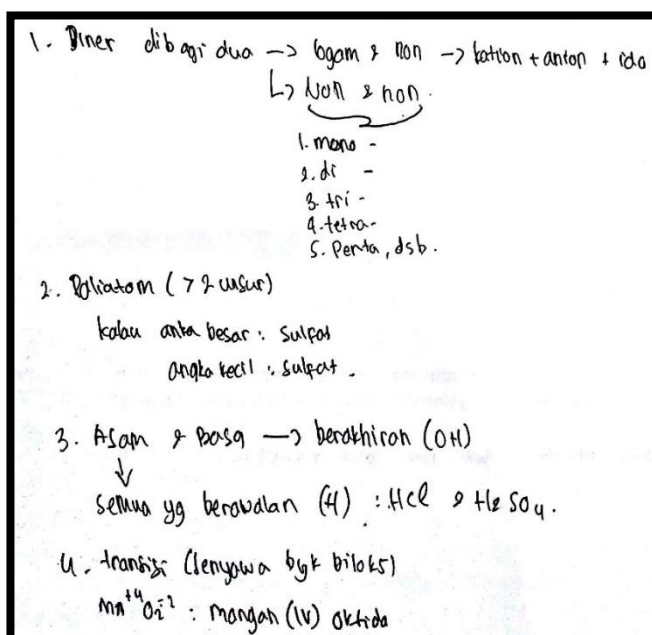 1. Biner dibagi dua -> logam & non -> kation + anion + ida
↳ Non & non.
1. mono -
2. di -
3. tri -
4. tetra-
5. Penta, dsb.
2. Poliatom (> 2 unsur)
kalau anka besar : sulfat
angka kecil : sulfat.
3. Asam & Basa -> berakhiran (OH)
↓
semua yg berawalan (H) : HCl & H2SO4.
4. transisi (senyawa byk biloks)
Mn+4O2-2 : mangan (IV) oksida